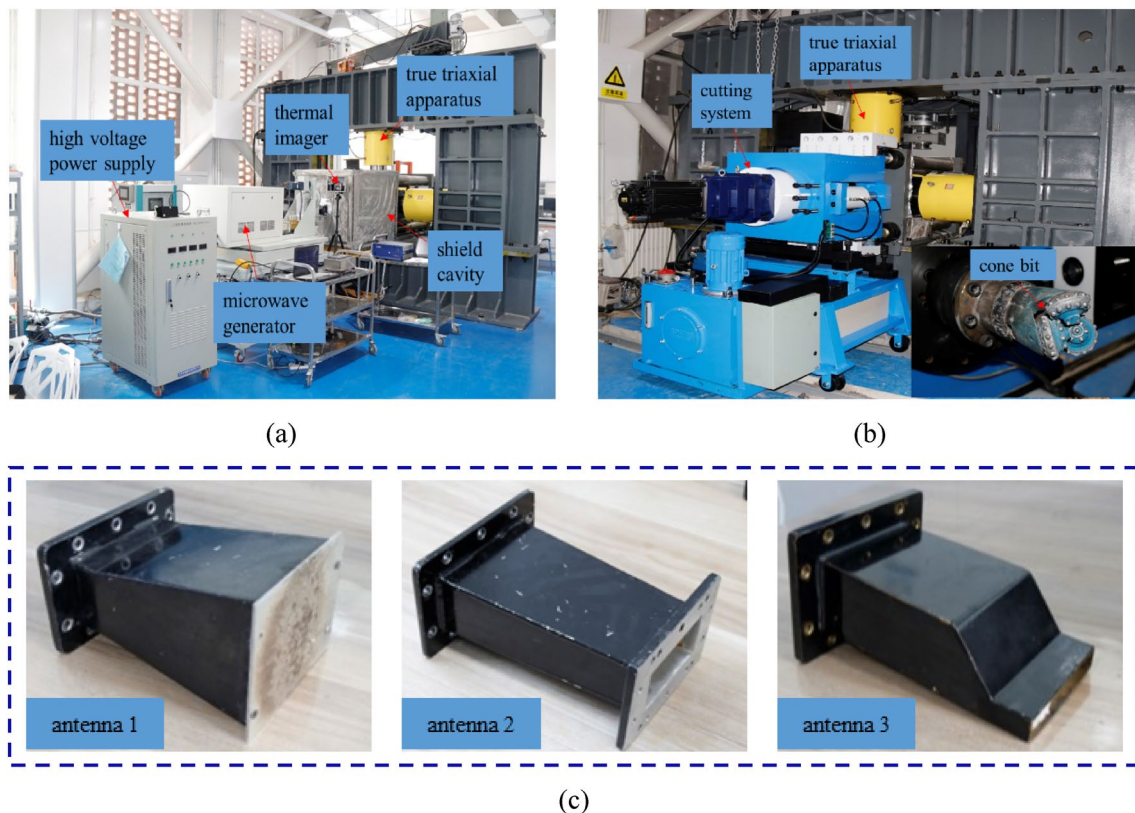 true triaxial
apparatus
thermal
imager
high voltage
power supply
shield
cavity
microwave
generator
(a)
true triaxial
apparatus
cutting
system
cone bit
(b)
antenna 1
antenna 2
antenna 3
(c)